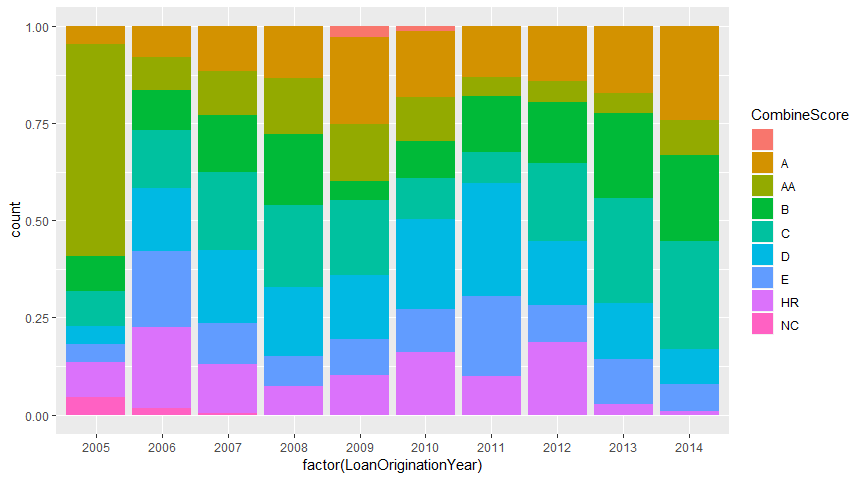 1.00
0.75
0.50
0.25
0.00
count
2005 2006 2007 2008 2009 2010 2011 2012 2013 2014
factor(LoanOriginationYear)
CombineScore
A
AA
B
C
D
E
HR
NC